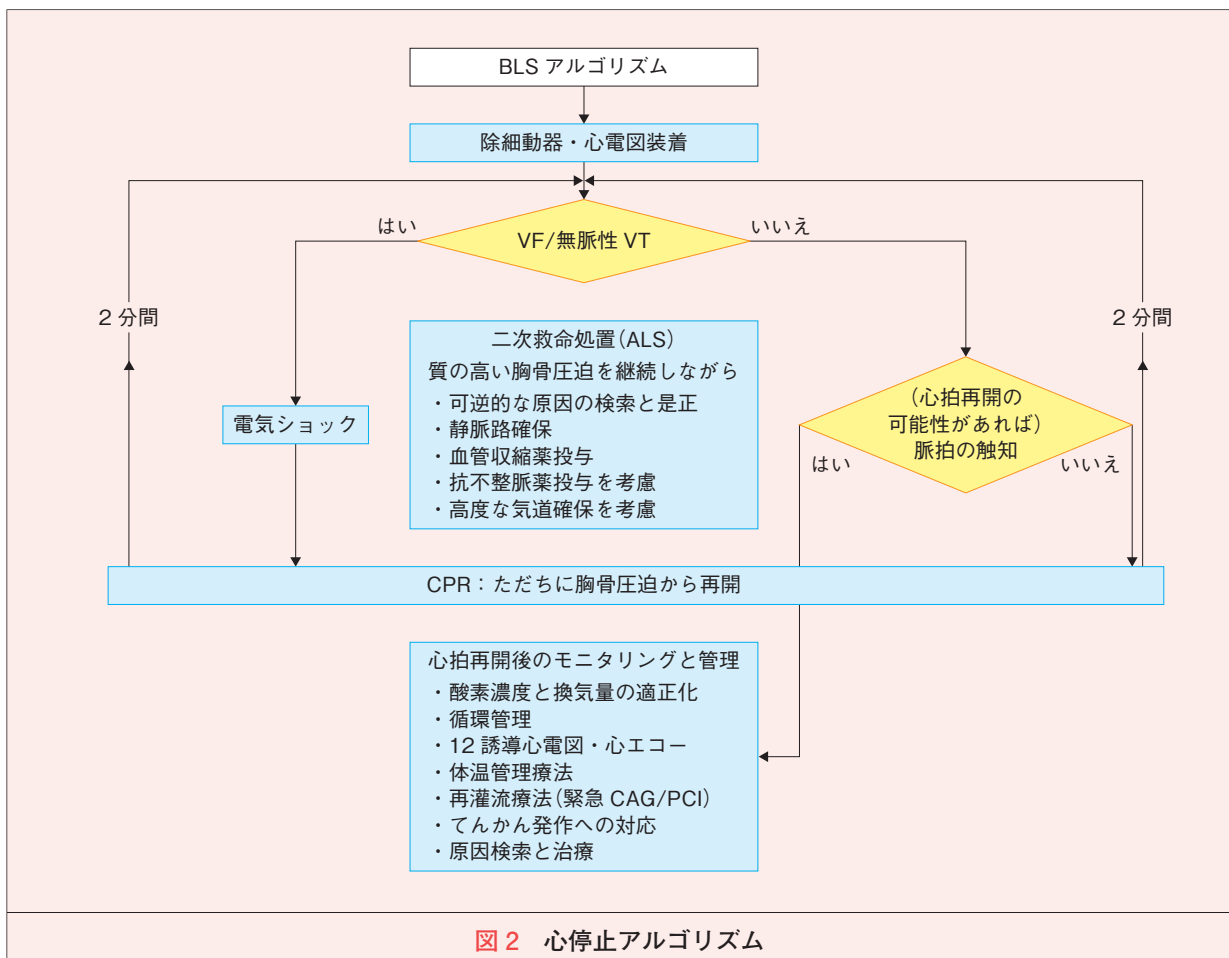 BLS アルゴリズム
除細動器・心電図装着
はい
VF/無脈性 VT
いいえ
2 分間
2 分間
二次救命処置(ALS)
質の高い胸骨圧迫を継続しながら
・可逆的な原因の検索と是正
・静脈路確保
・血管収縮薬投与
・抗不整脈薬投与を考慮
・高度な気道確保を考慮
電気ショック
(心拍再開の
可能性があれば)
脈拍の触知
はい
いいえ
CPR：ただちに胸骨圧迫から再開
心拍再開後のモニタリングと管理
・酸素濃度と換気量の適正化
・循環管理
・12 誘導心電図・心エコー
・体温管理療法
・再灌流療法(緊急 CAG/PCI)
・てんかん発作への対応
・原因検索と治療
図 2　心停止アルゴリズム